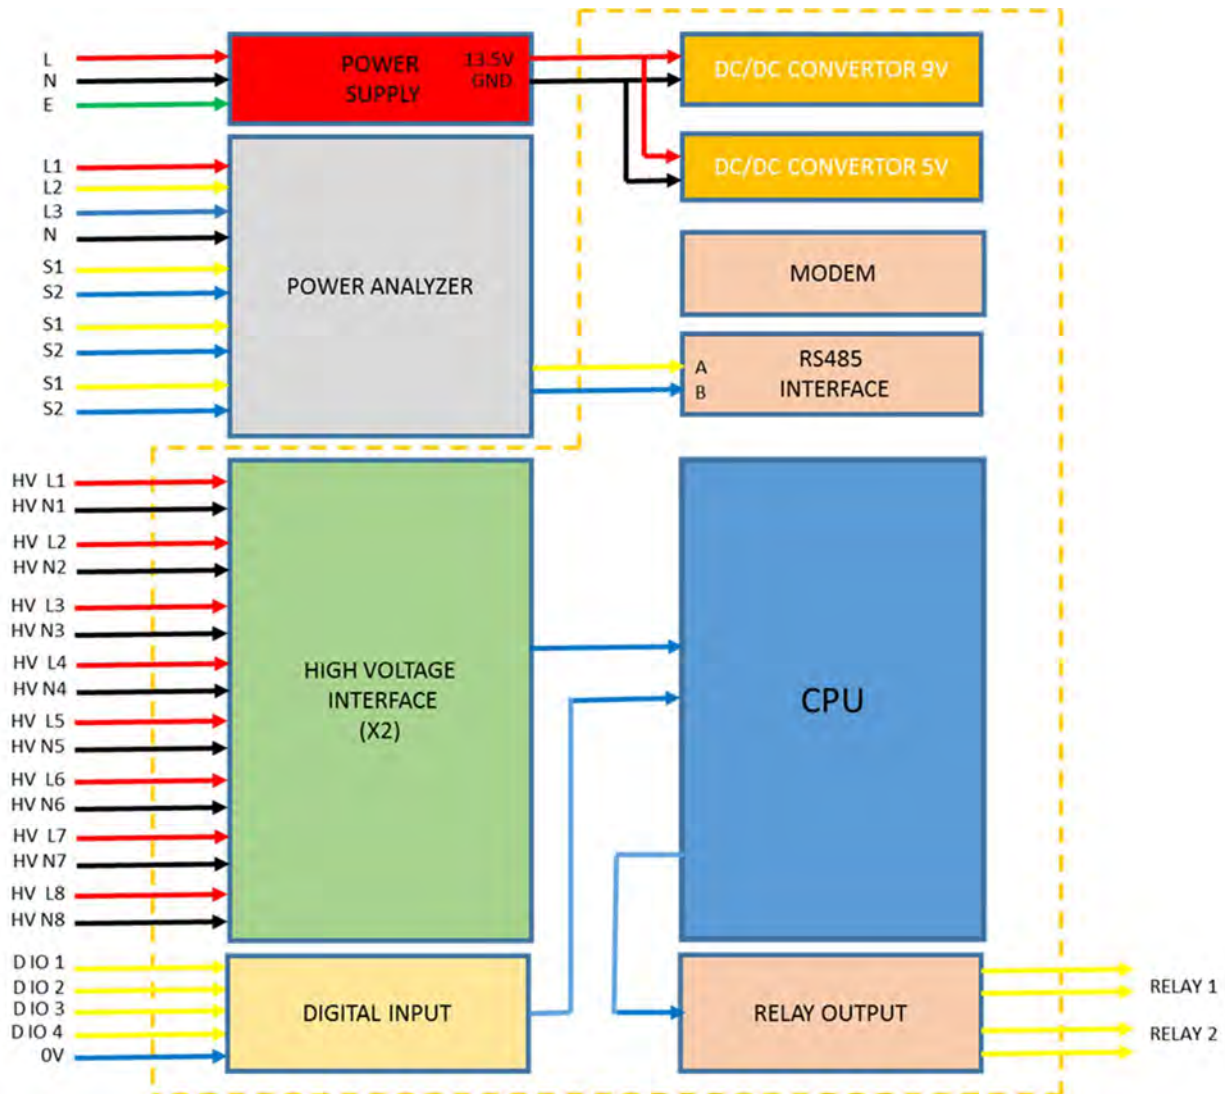 L
N
E
POWER
SUPPLY
13.5V
GND
DC/DC CONVERTOR 9V
DC/DC CONVERTOR 5V
L1
L2
L3
N
S1
S2
S1
S2
S1
S2
POWER ANALYZER
MODEM
A
B
RS485
INTERFACE
HV L1
HV N1
HV L2
HV N2
HV L3
HV N3
HV L4
HV N4
HV L5
HV N5
HV L6
HV N6
HV L7
HV N7
HV L8
HV N8
HIGH VOLTAGE
INTERFACE
(X2)
CPU
D IO 1
D IO 2
D IO 3
D IO 4
0V
DIGITAL INPUT
RELAY OUTPUT
RELAY 1
RELAY 2